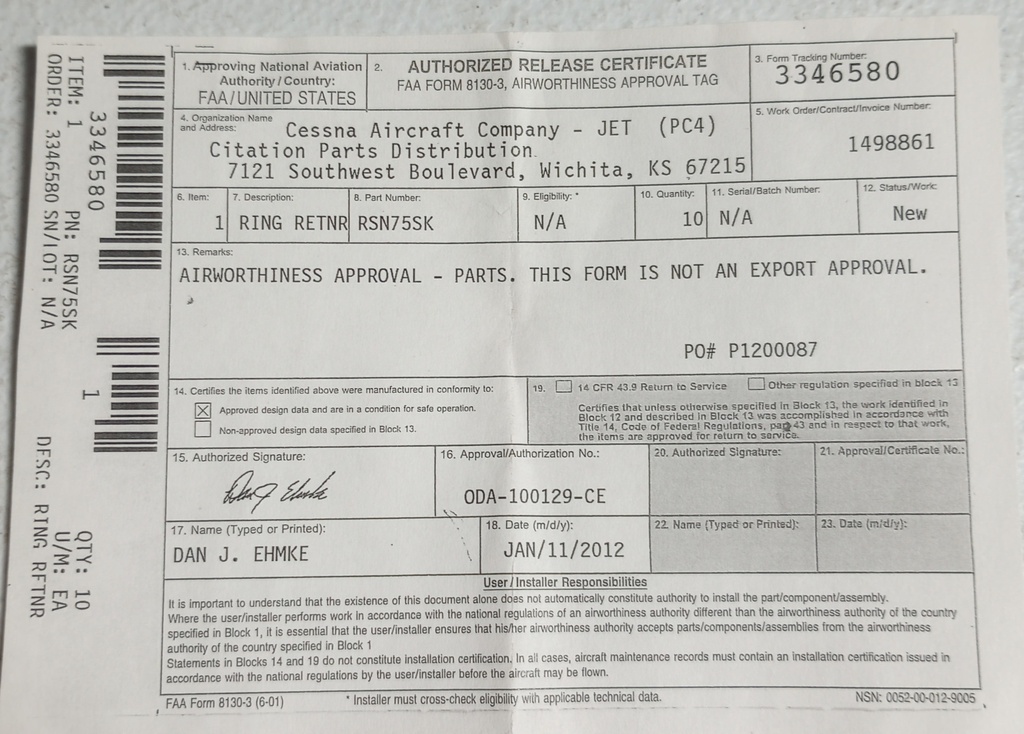 ITEM: 1 PN: RSN75SK QTY: 10
ORDER: 3346580 SN/IOT: N/A U/M: EA
DESC: RING RETNR
3346580
1
1. Approving National Aviation
Authority / Country:
FAA/UNITED STATES
2. AUTHORIZED RELEASE CERTIFICATE
FAA FORM 8130-3, AIRWORTHINESS APPROVAL TAG
3. Form Tracking Number:
3346580
4. Organization Name
and Address:
Cessna Aircraft Company - JET (PC4)
Citation Parts Distribution
7121 Southwest Boulevard, Wichita, KS 67215
5. Work Order/Contract/Invoice Number:
1498861
6. Item: 7. Description: 8. Part Number: 9. Eligibility: * 10. Quantity: 11. Serial/Batch Number: 12. Status/Work:
1 RING RETNR RSN75SK N/A 10 N/A New
13. Remarks:
AIRWORTHINESS APPROVAL - PARTS. THIS FORM IS NOT AN EXPORT APPROVAL.
PO# P1200087
14. Certifies the items identified above were manufactured in conformity to:
Approved design data and are in a condition for safe operation.
Non-approved design data specified in Block 13.
19. 14 CFR 43.9 Return to Service Other regulation specified in block 13
Certifies that unless otherwise specified in Block 13, the work identified in
Block 12 and described in Block 13 was accomplished in accordance with
Title 14, Code of Federal Regulations, part 43 and in respect to that work,
the items are approved for return to service.
15. Authorized Signature:
Dan J Ehmke
16. Approval/Authorization No.:
ODA-100129-CE
20. Authorized Signature:
21. Approval/Certificate No.:
17. Name (Typed or Printed):
DAN J. EHMKE
18. Date (m/d/y):
JAN/11/2012
22. Name (Typed or Printed):
23. Date (m/d/y):
User / Installer Responsibilities
It is important to understand that the existence of this document alone does not automatically constitute authority to install the part/component/assembly.
Where the user/installer performs work in accordance with the national regulations of an airworthiness authority different than the airworthiness authority of the country
specified in Block 1, it is essential that the user/installer ensures that his/her airworthiness authority accepts parts/components/assemblies from the airworthiness
authority of the country specified in Block 1
Statements in Blocks 14 and 19 do not constitute installation certification. In all cases, aircraft maintenance records must contain an installation certification issued in
accordance with the national regulations by the user/installer before the aircraft may be flown.
FAA Form 8130-3 (6-01) * Installer must cross-check eligibility with applicable technical data. NSN: 0052-00-012-9005